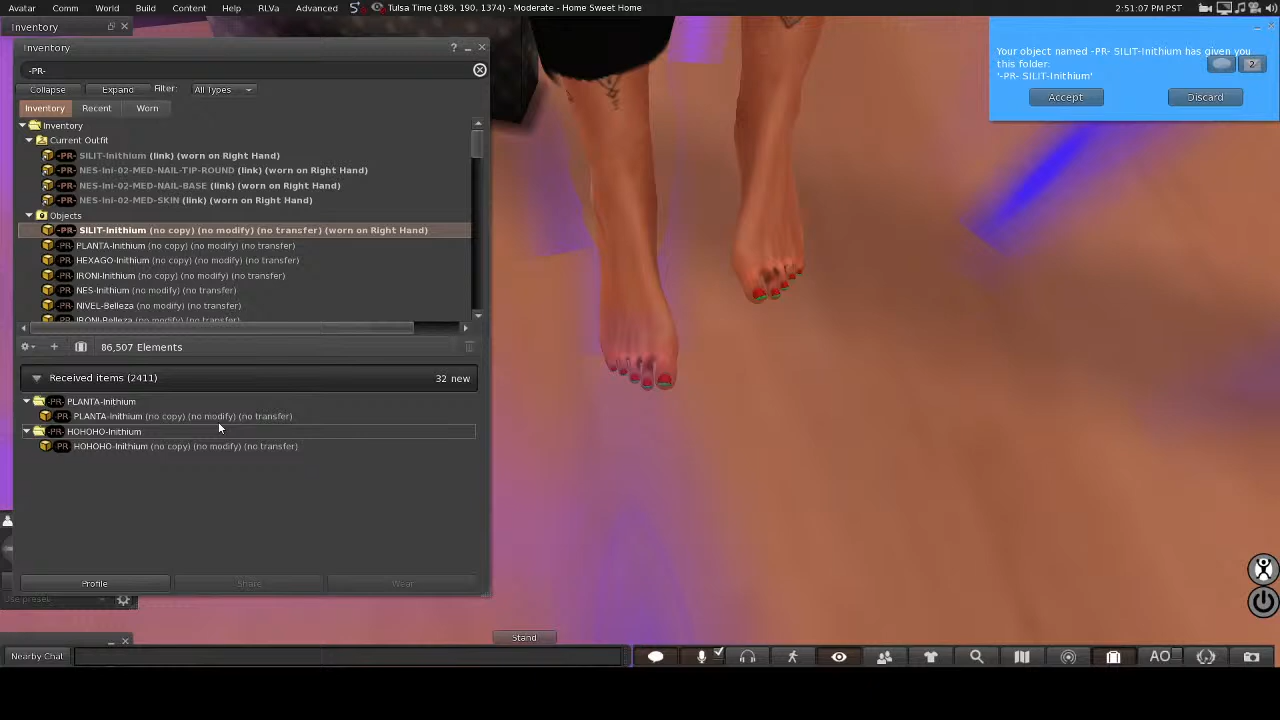 Avatar Comm World Build Content Help RLVa Advanced Tulsa Time (189, 190, 1374) - Moderate - Home Sweet Home 2:51:07 PM PST
Inventory
Inventory ?
-PR-
Collapse Expand Filter: All Types
Inventory Recent Worn
Inventory
Current Outfit
-PR- SILIT-Inithium (link) (worn on Right Hand)
-PR- NES-Ini-02-MED-NAIL-TIP-ROUND (link) (worn on Right Hand)
-PR- NES-Ini-02-MED-NAIL-BASE (link) (worn on Right Hand)
-PR- NES-Ini-02-MED-SKIN (link) (worn on Right Hand)
Objects
-PR- SILIT-Inithium (no copy) (no modify) (no transfer) (worn on Right Hand)
-PR- PLANTA-Inithium (no copy) (no modify) (no transfer)
-PR- HEXAGO-Inithium (no copy) (no modify) (no transfer)
-PR- IRONI-Inithium (no copy) (no modify) (no transfer)
-PR- NES-Inithium (no modify) (no transfer)
-PR- NIVEL-Belleza (no modify) (no transfer)
-PR- IRONI-Belleza (no modify) (no transfer)
86,507 Elements
Received items (2411) 32 new
-PR- PLANTA-Inithium
-PR- PLANTA-Inithium (no copy) (no modify) (no transfer)
-PR- HOHOHO-Inithium
-PR- HOHOHO-Inithium (no copy) (no modify) (no transfer)
Profile Share Wear
Use preset
Your object named -PR- SILIT-Inithium has given you
this folder:
'-PR- SILIT-Inithium'
2
Accept Discard
Stand
Nearby Chat
AO